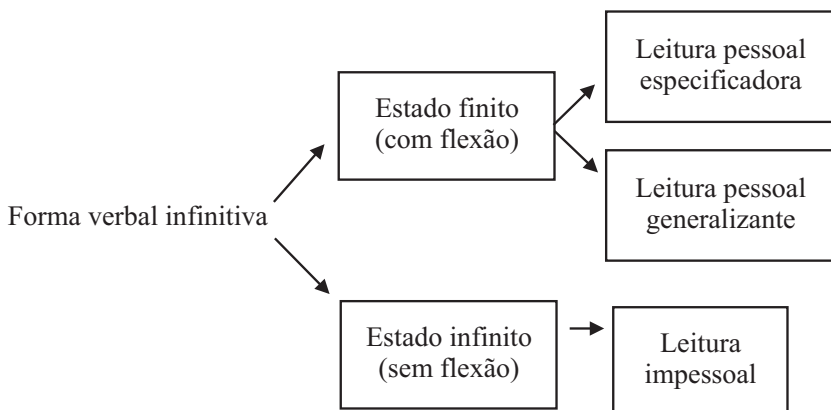 Forma verbal infinitiva
Estado finito
(com flexão)
Leitura pessoal
especificadora
Leitura pessoal
generalizante
Estado infinito
(sem flexão)
Leitura
impessoal